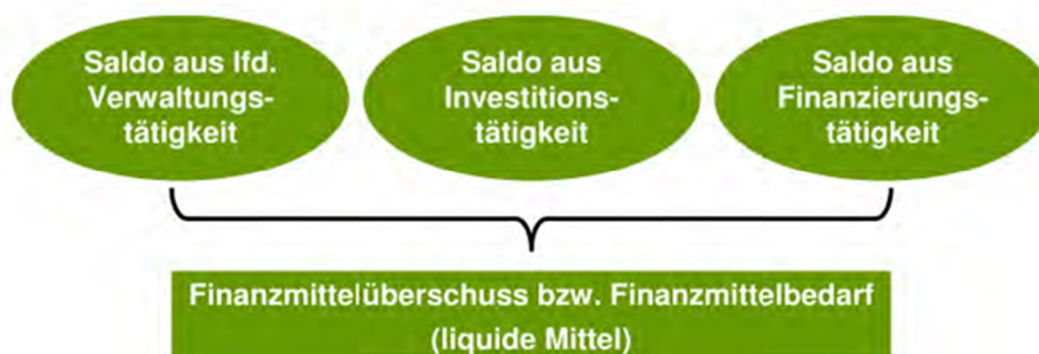 Saldo aus lfd.
Verwaltungs-
tätigkeit
Saldo aus
Investitions-
tätigkeit
Saldo aus
Finanzierungs-
tätigkeit
Finanzmittelüberschuss bzw. Finanzmittelbedarf
(liquide Mittel)